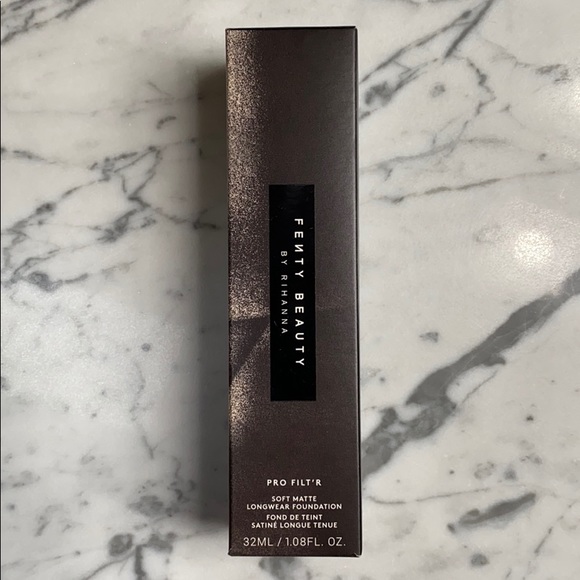 FEИTY BEAUTY
BY RIHANNA
PRO FILT'R
SOFT MATTE
LONGWEAR FOUNDATION
FOND DE TEINT
SATINÉ LONGUE TENUE
32ML / 1.08FL. OZ.